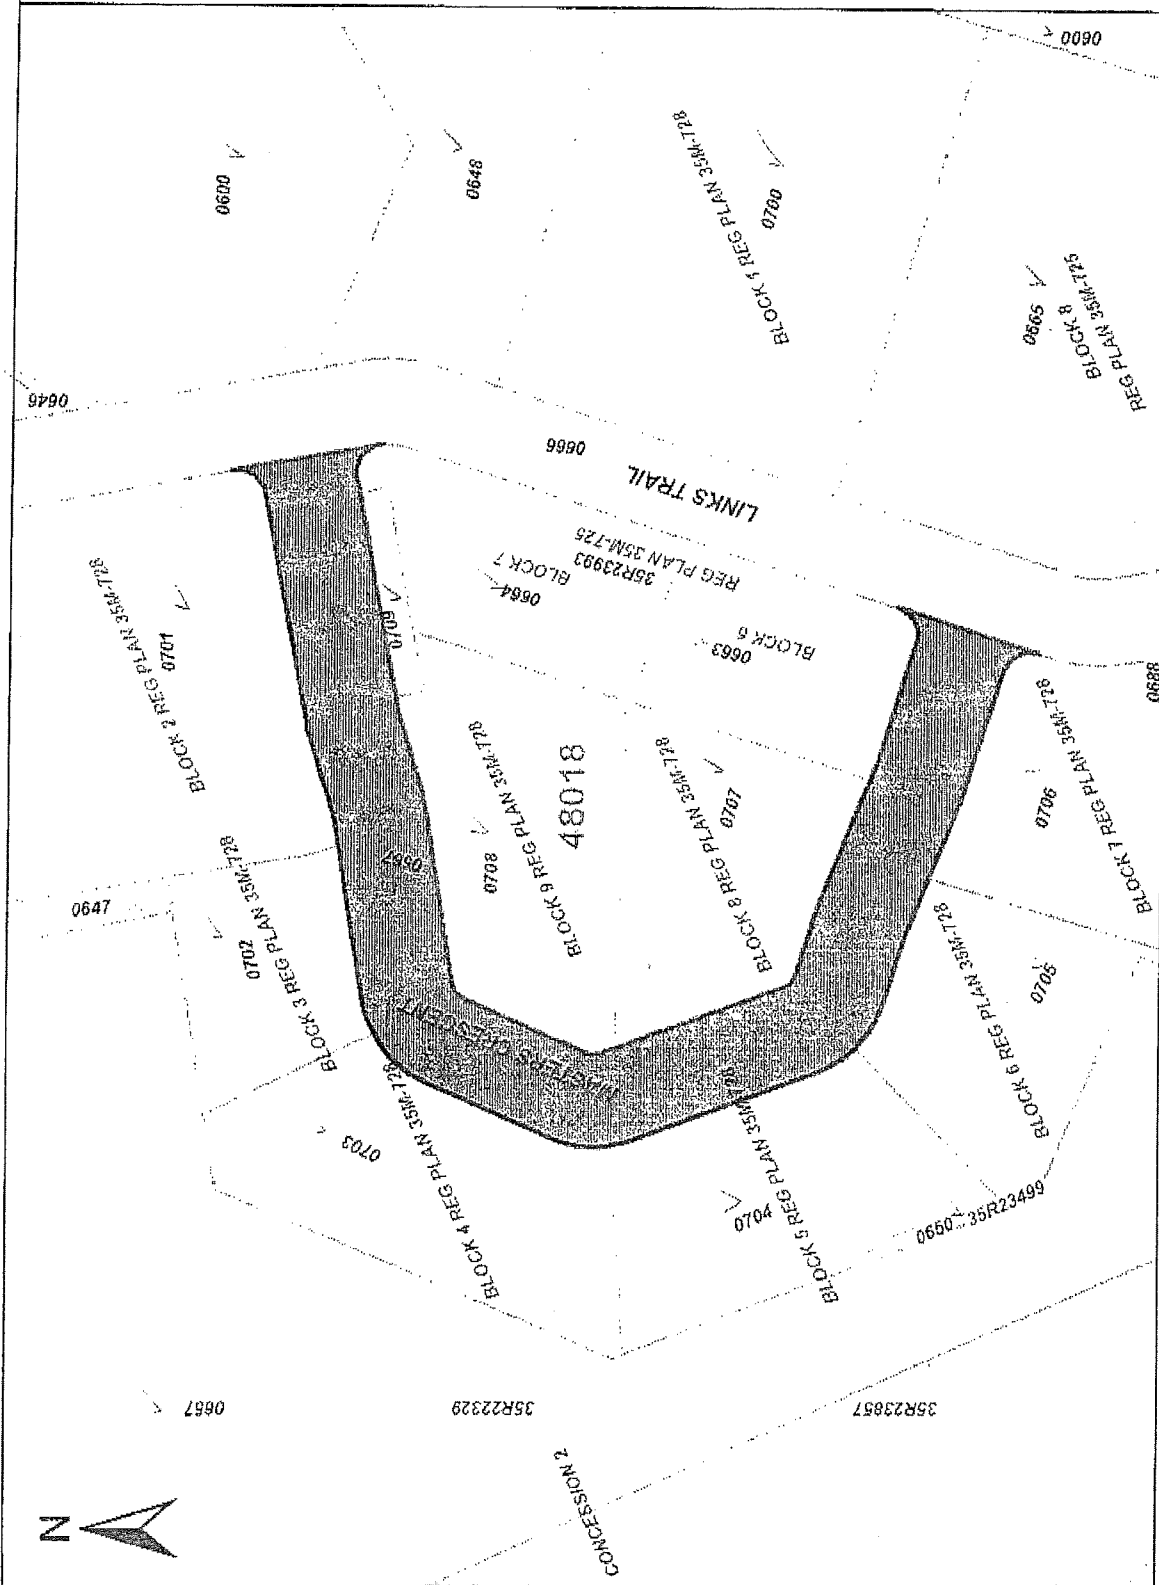 0600
0600
0648
BLOCK 1 REG PLAN 35M-728
0700
0665
BLOCK 8
REG PLAN 35M-725
0646
0666
LINKS TRAIL
BLOCK 2 REG PLAN 35M-728
0701
0709
0664
BLOCK 7
35R23993
REG PLAN 35M-725
0663
BLOCK 6
0688
0647
0702
BLOCK 3 REG PLAN 35M-728
0667
0708
BLOCK 9 REG PLAN 35M-728
48018
0707
BLOCK 8 REG PLAN 35M-728
0706
BLOCK 7 REG PLAN 35M-728
MASTERS CRESCENT
0703
BLOCK 4 REG PLAN 35M-728
0704
BLOCK 5 REG PLAN 35M-728
0705
BLOCK 6 REG PLAN 35M-728
0650
35R23499
0657
35R22329
35R23657
CONCESSION 2
N